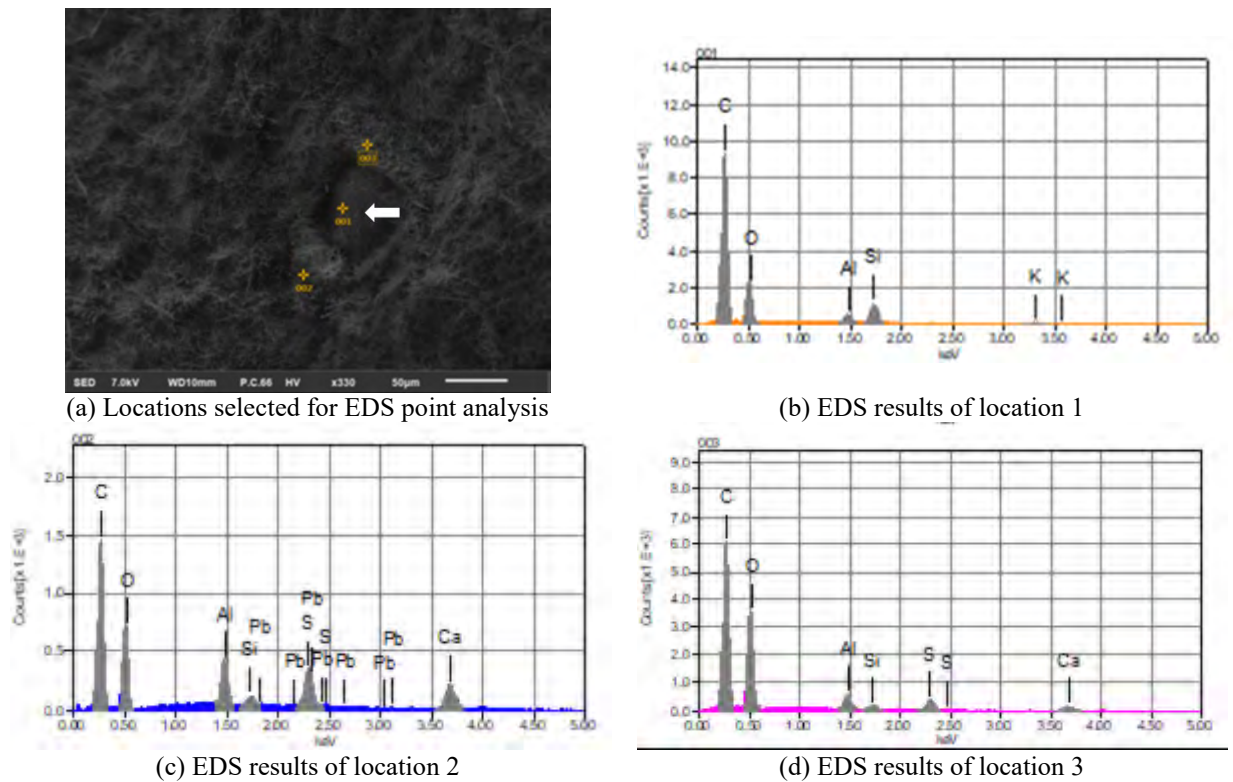 003
001
002
SED 7.0kV WD10mm P.C.66 HV x330 50µm
(a) Locations selected for EDS point analysis
001
Counts[x1.E+3]
14.0
12.0
10.0
8.0
6.0
4.0
2.0
0.0
C
O
Al
Si
K
K
0.00 0.50 1.00 1.50 2.00 2.50 3.00 3.50 4.00 4.50 5.00
keV
(b) EDS results of location 1
002
Counts[x1.E+3]
2.0
1.5
1.0
0.5
0.0
C
O
Al
Si
Pb
Pb
Pb
S
S
Pb
Pb
Pb
Pb
Ca
0.00 0.50 1.00 1.50 2.00 2.50 3.00 3.50 4.00 4.50 5.00
keV
(c) EDS results of location 2
003
Counts[x1.E+3]
9.0
8.0
7.0
6.0
5.0
4.0
3.0
2.0
1.0
0.0
C
O
Al
Si
S
S
Ca
0.00 0.50 1.00 1.50 2.00 2.50 3.00 3.50 4.00 4.50 5.00
keV
(d) EDS results of location 3